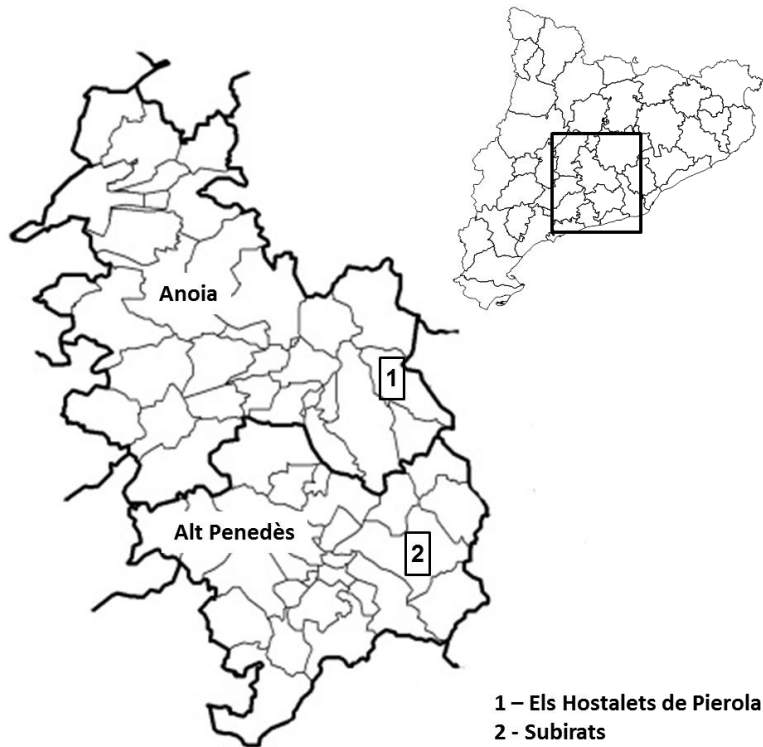 Anoia
1
Alt Penedès
2
1 – Els Hostalets de Pierola
2 - Subirats